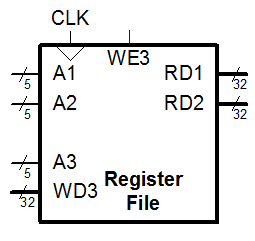 CLK
WE3
A1 RD1
5 32
A2 RD2
5 32
A3
5
WD3
32
Register
File